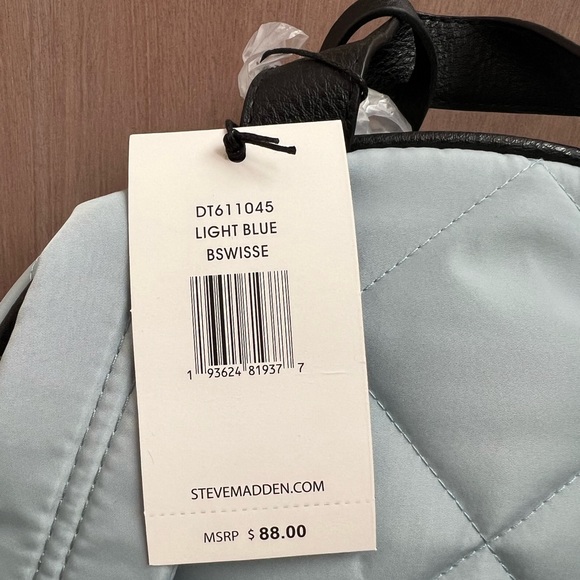 DT611045
LIGHT BLUE
BSWISSE
1 93624 81937 7
STEVEMADDEN.COM
MSRP $ 88.00